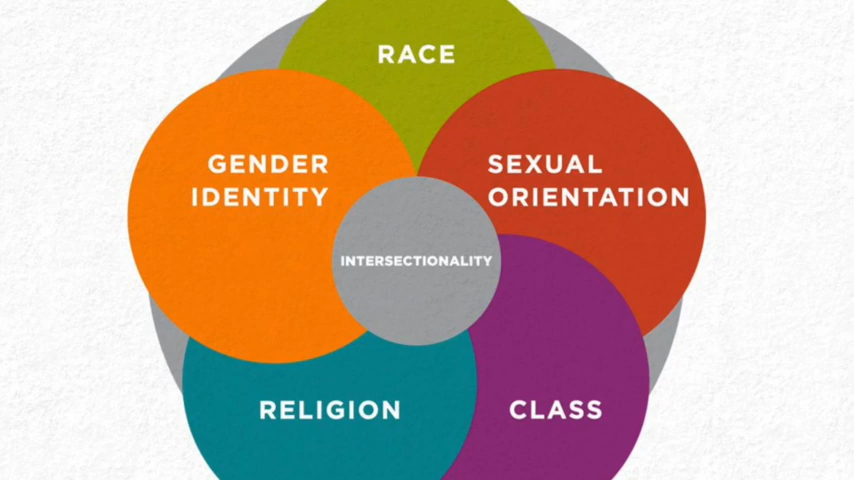 RACE
GENDER
IDENTITY
SEXUAL
ORIENTATION
INTERSECTIONALITY
RELIGION
CLASS